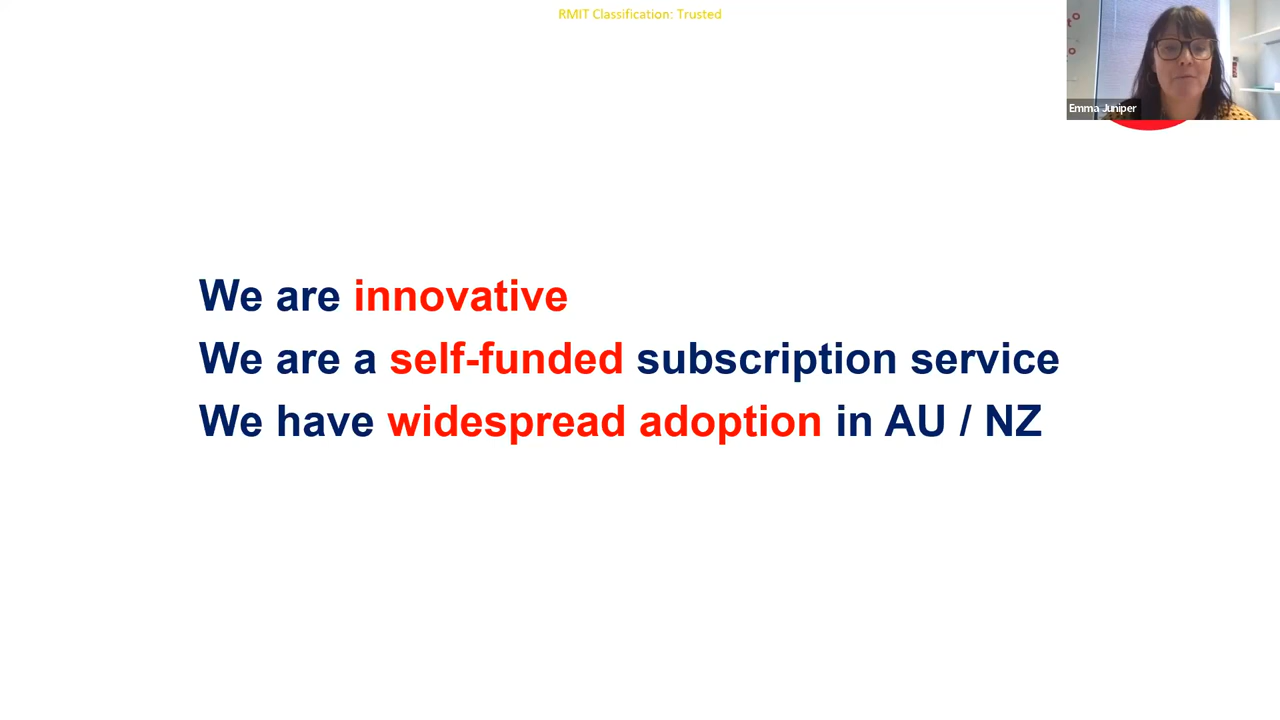 RMIT Classification: Trusted
Emma Juniper
We are innovative
We are a self-funded subscription service
We have widespread adoption in AU / NZ